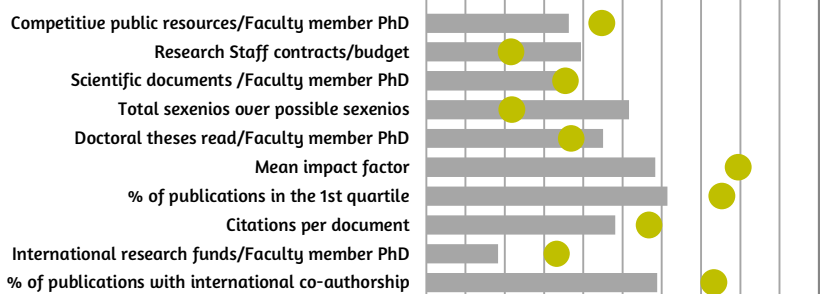 Competitive public resources/Faculty member PhD
Research Staff contracts/budget
Scientific documents /Faculty member PhD
Total sexenios over possible sexenios
Doctoral theses read/Faculty member PhD
Mean impact factor
% of publications in the 1st quartile
Citations per document
International research funds/Faculty member PhD
% of publications with international co-authorship